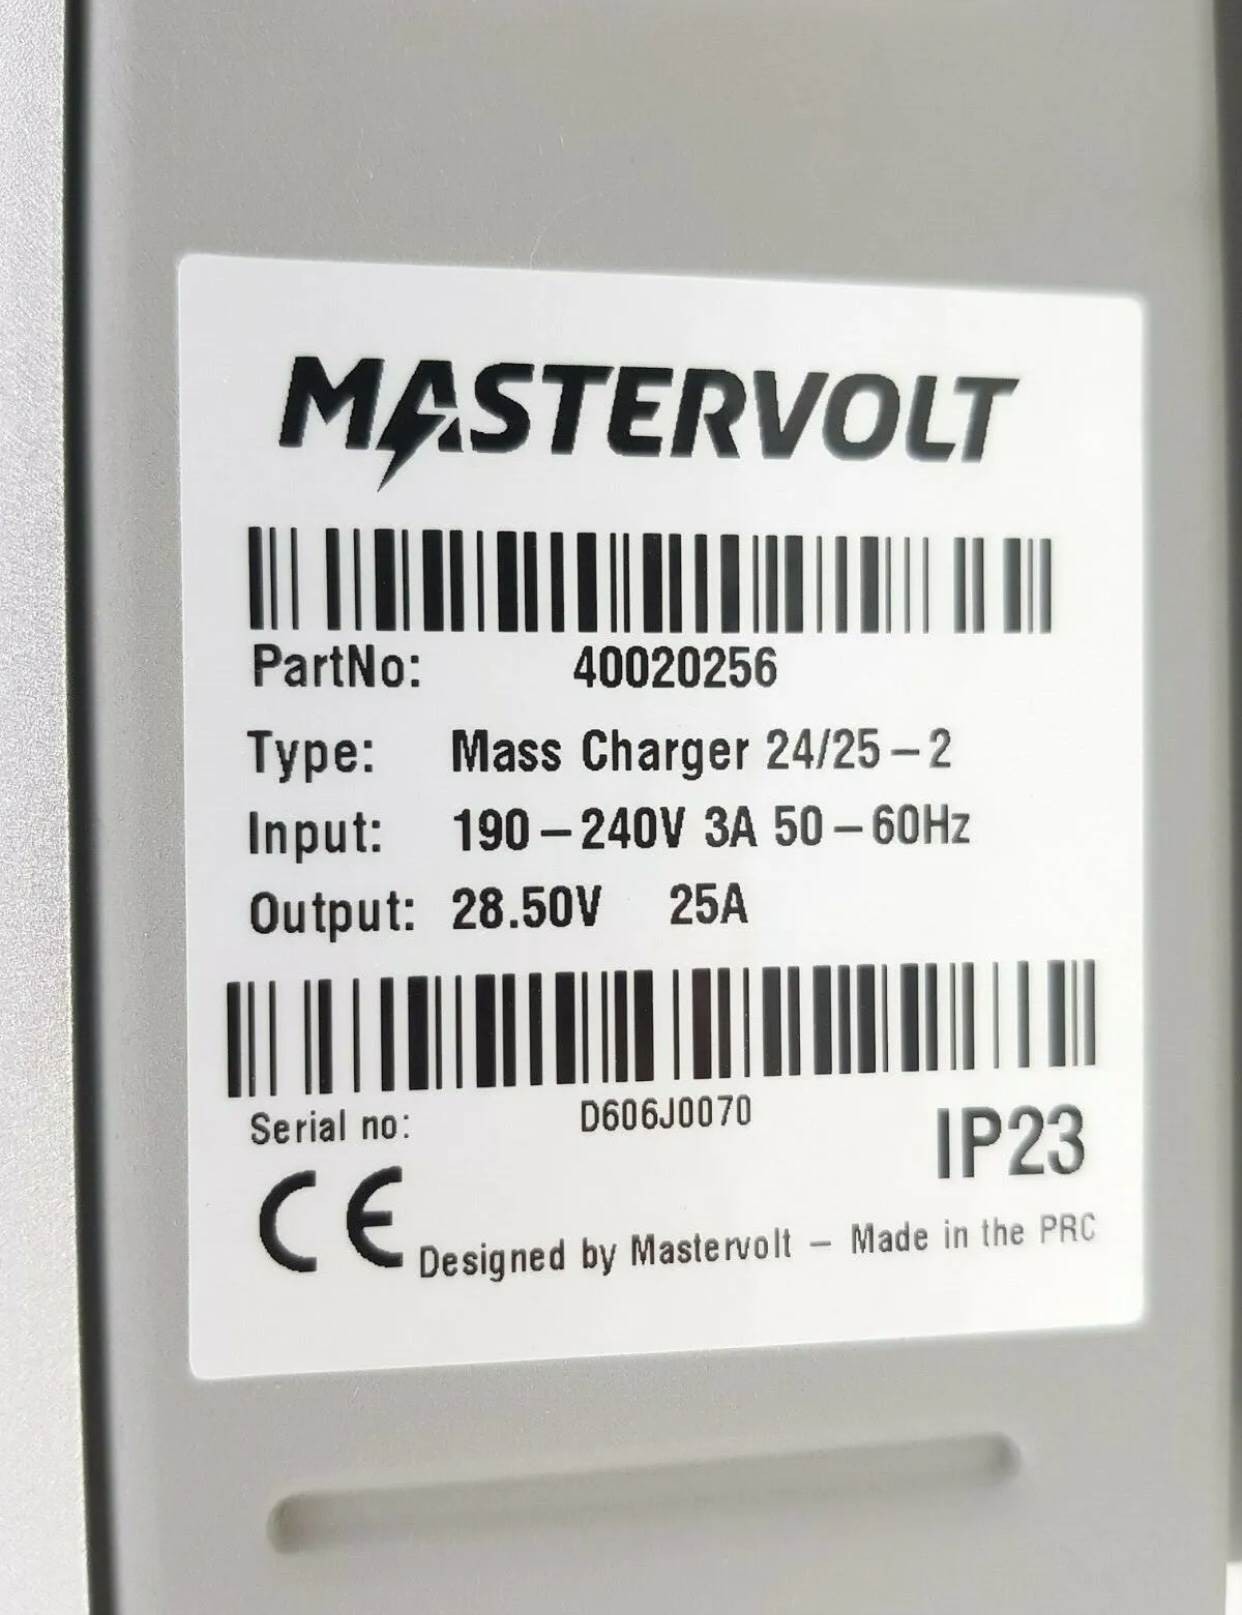 MASTERVOLT
PartNo: 40020256
Type: Mass Charger 24/25-2
Input: 190-240V 3A 50-60Hz
Output: 28.50V 25A
Serial no: D606J0070
IP23
CE Designed by Mastervolt - Made in the PRC